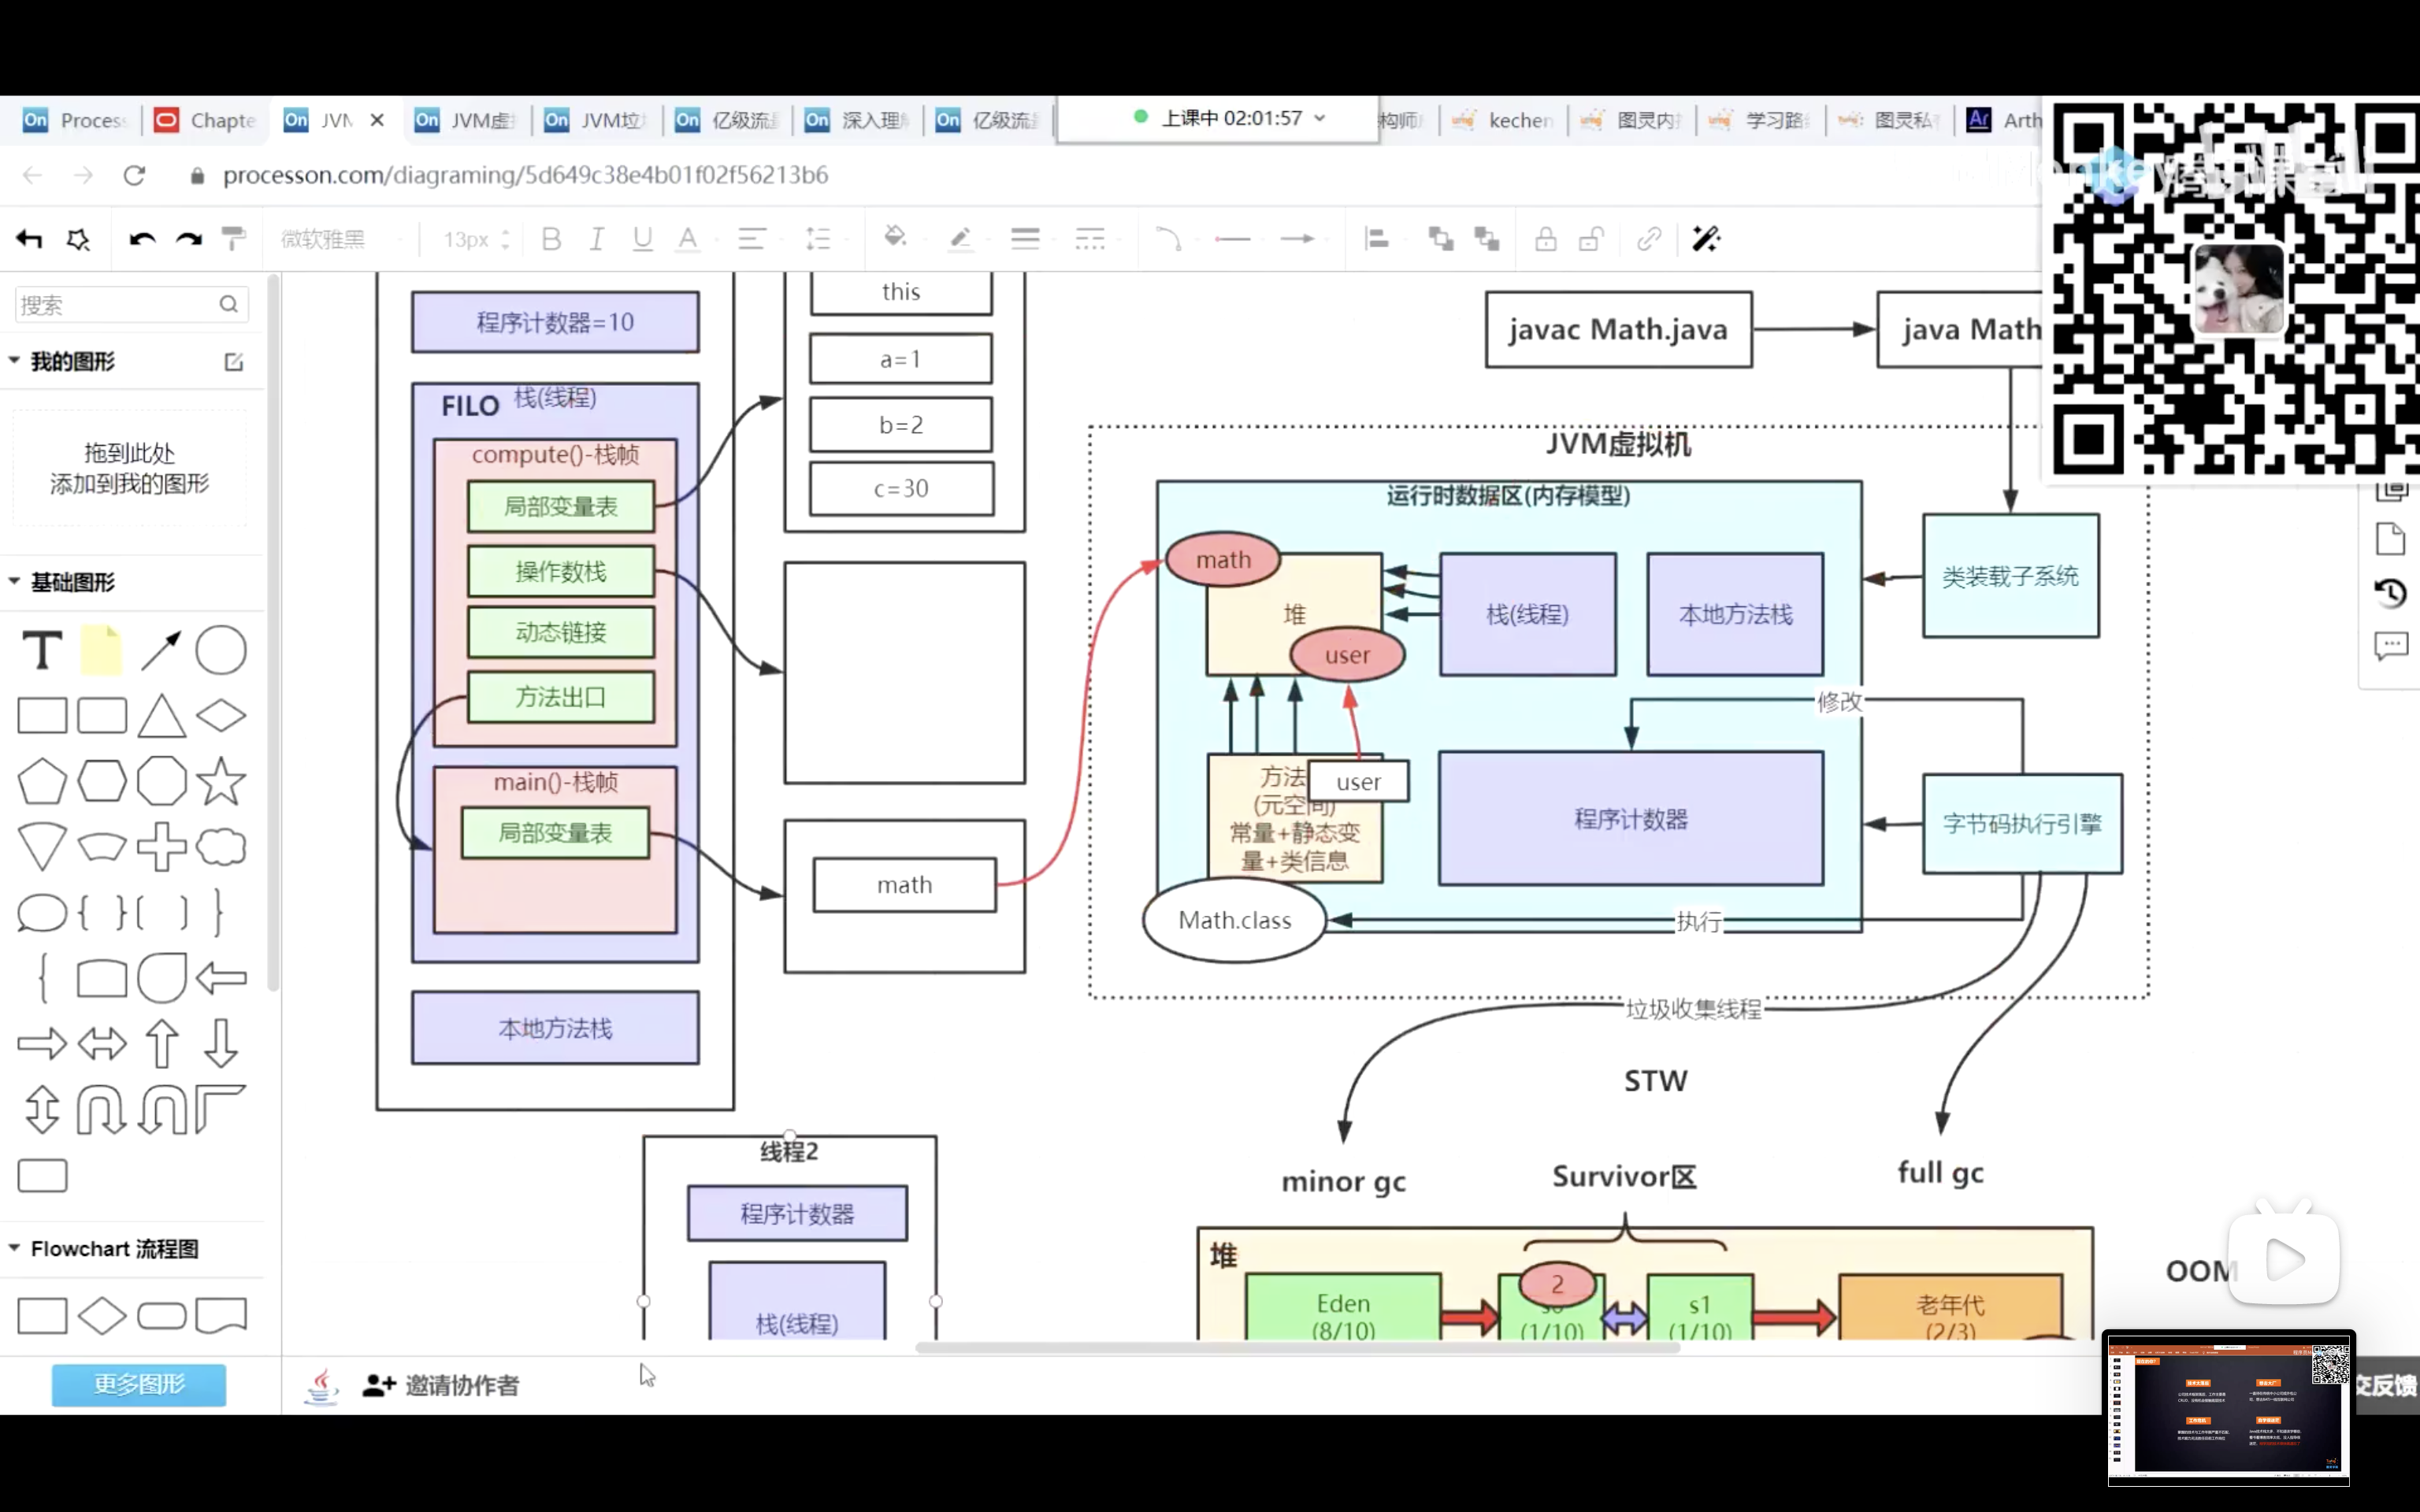 Process
Chapte
JVM
JVM虚
JVM垃
亿级流
深入理
亿级流
上课中 02:01:57
构师
kechen
图灵内
学习路
图灵私
Arth
processon.com/diagraming/5d649c38e4b01f02f56213b6
微软雅黑
13px
搜索
我的图形
拖到此处
添加到我的图形
基础图形
Flowchart 流程图
更多图形
邀请协作者
程序计数器=10
FILO
栈(线程)
compute()-栈帧
局部变量表
操作数栈
动态链接
方法出口
main()-栈帧
局部变量表
本地方法栈
this
a=1
b=2
c=30
math
线程2
程序计数器
栈(线程)
javac Math.java
java Math
JVM虚拟机
运行时数据区(内存模型)
math
堆
user
栈(线程)
本地方法栈
类装载子系统
修改
方法
(元空间)
常量+静态变
量+类信息
user
程序计数器
字节码执行引擎
Math.class
执行
垃圾收集线程
STW
minor gc
Survivor区
full gc
堆
Eden
(8/10)
2
s0
(1/10)
s1
(1/10)
老年代
(2/3)
OOM
交反馈